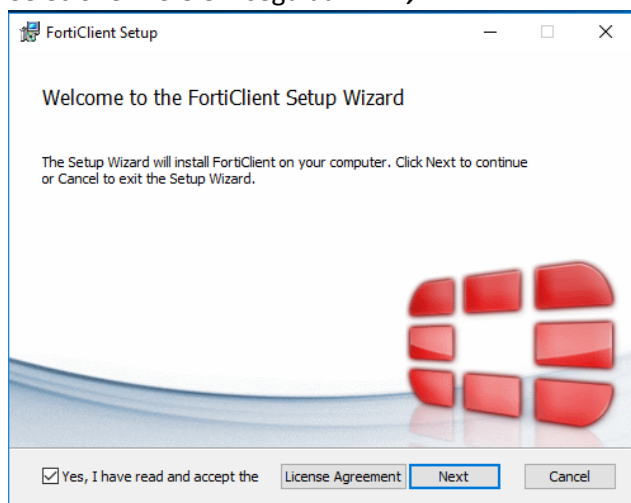 FortiClient Setup
Welcome to the FortiClient Setup Wizard
The Setup Wizard will install FortiClient on your computer. Click Next to continue
or Cancel to exit the Setup Wizard.
Yes, I have read and accept the License Agreement Next Cancel